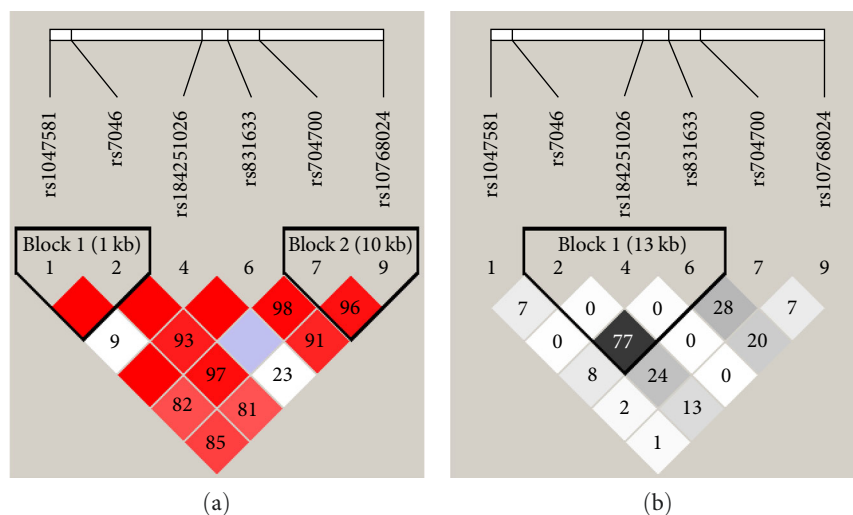 rs1047581
rs7046
rs184251026
rs831633
rs704700
rs10768024
Block 1 (1 kb)
Block 2 (10 kb)
1 2 4 6 7 9
98 96
9 93 91
97 23
82 81
85
(a)
rs1047581
rs7046
rs184251026
rs831633
rs704700
rs10768024
Block 1 (13 kb)
1 2 4 6 7 9
7 0 0 28 7
0 77 0 20
8 24 0
2 13
1
(b)